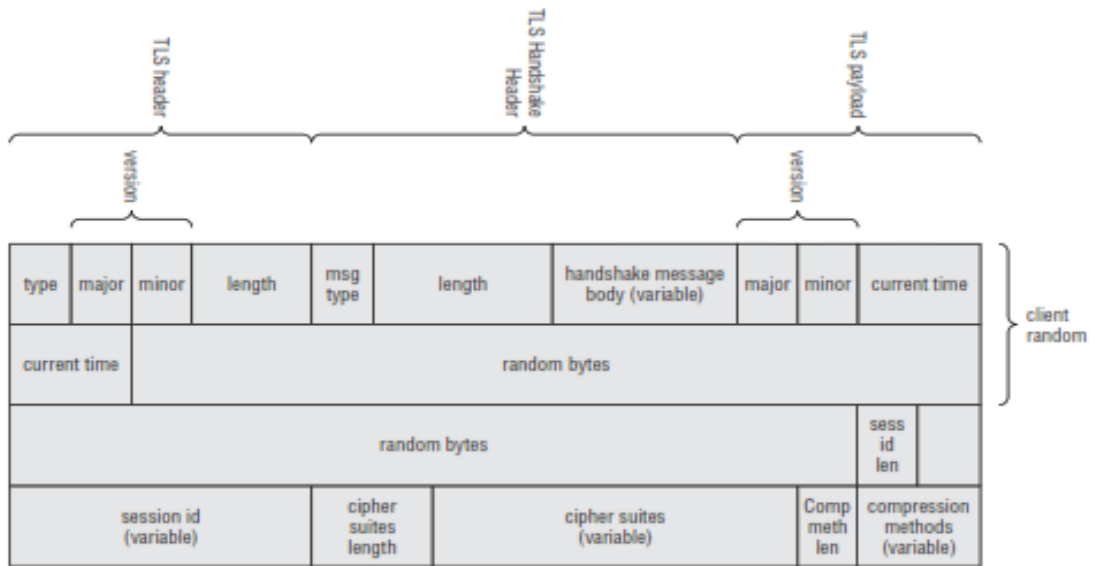 TLS header
TLS Handshake
Header
TLS payload
version
version
type
major
minor
length
msg
type
length
handshake message
body (variable)
major
minor
current time
client
random
current time
random bytes
random bytes
sess
id
len
session id
(variable)
cipher
suites
length
cipher suites
(variable)
Comp
meth
len
compression
methods
(variable)